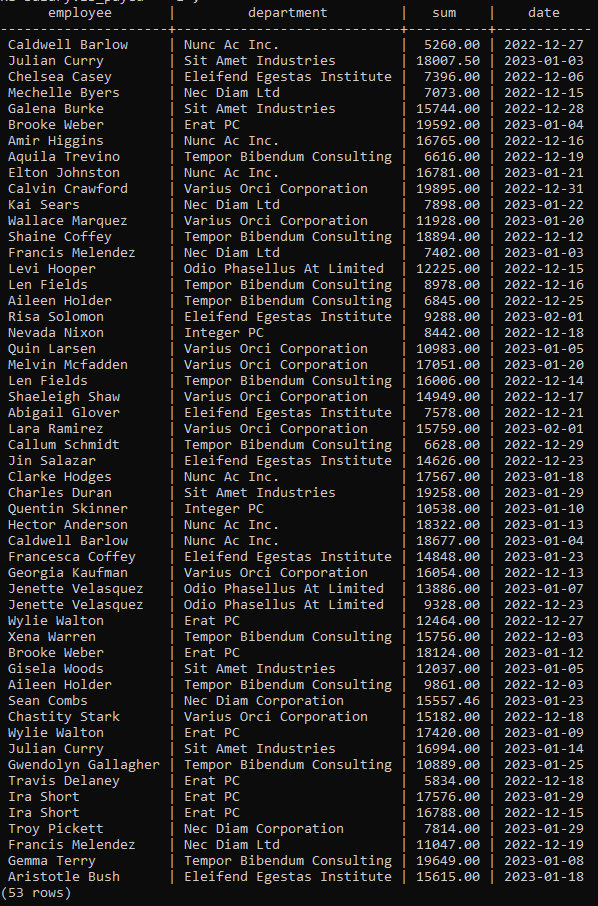 employee | department | sum | date
---------------------+----------------------------+----------+------------
Caldwell Barlow | Nunc Ac Inc. | 5260.00 | 2022-12-27
Julian Curry | Sit Amet Industries | 18007.50 | 2023-01-03
Chelsea Casey | Eleifend Egestas Institute | 7396.00 | 2022-12-06
Mechelle Byers | Nec Diam Ltd | 7073.00 | 2022-12-15
Galena Burke | Sit Amet Industries | 15744.00 | 2022-12-28
Brooke Weber | Erat PC | 19592.00 | 2023-01-04
Amir Higgins | Nunc Ac Inc. | 16765.00 | 2022-12-16
Aquila Trevino | Tempor Bibendum Consulting | 6616.00 | 2022-12-19
Elton Johnston | Nunc Ac Inc. | 16781.00 | 2023-01-21
Calvin Crawford | Varius Orci Corporation | 19895.00 | 2022-12-31
Kai Sears | Nec Diam Ltd | 7898.00 | 2023-01-22
Wallace Marquez | Varius Orci Corporation | 11928.00 | 2023-01-20
Shaine Coffey | Tempor Bibendum Consulting | 18894.00 | 2022-12-12
Francis Melendez | Nec Diam Ltd | 7402.00 | 2023-01-03
Levi Hooper | Odio Phasellus At Limited | 12225.00 | 2022-12-15
Len Fields | Tempor Bibendum Consulting | 8978.00 | 2022-12-16
Aileen Holder | Tempor Bibendum Consulting | 6845.00 | 2022-12-25
Risa Solomon | Eleifend Egestas Institute | 9288.00 | 2023-02-01
Nevada Nixon | Integer PC | 8442.00 | 2022-12-18
Quin Larsen | Varius Orci Corporation | 10983.00 | 2023-01-05
Melvin Mcfadden | Varius Orci Corporation | 17051.00 | 2023-01-20
Len Fields | Tempor Bibendum Consulting | 16006.00 | 2022-12-14
Shaeleigh Shaw | Varius Orci Corporation | 14949.00 | 2022-12-17
Abigail Glover | Eleifend Egestas Institute | 7578.00 | 2022-12-21
Lara Ramirez | Varius Orci Corporation | 15759.00 | 2023-02-01
Callum Schmidt | Tempor Bibendum Consulting | 6628.00 | 2022-12-29
Jin Salazar | Eleifend Egestas Institute | 14626.00 | 2022-12-23
Clarke Hodges | Nunc Ac Inc. | 17567.00 | 2023-01-18
Charles Duran | Sit Amet Industries | 19258.00 | 2023-01-29
Quentin Skinner | Integer PC | 10538.00 | 2023-01-10
Hector Anderson | Nunc Ac Inc. | 18322.00 | 2023-01-13
Caldwell Barlow | Nunc Ac Inc. | 18677.00 | 2023-01-04
Francesca Coffey | Eleifend Egestas Institute | 14848.00 | 2023-01-23
Georgia Kaufman | Varius Orci Corporation | 16054.00 | 2022-12-13
Jenette Velasquez | Odio Phasellus At Limited | 13886.00 | 2023-01-07
Jenette Velasquez | Odio Phasellus At Limited | 9328.00 | 2022-12-23
Wylie Walton | Erat PC | 12464.00 | 2022-12-27
Xena Warren | Tempor Bibendum Consulting | 15756.00 | 2022-12-03
Brooke Weber | Erat PC | 18124.00 | 2023-01-12
Gisela Woods | Sit Amet Industries | 12037.00 | 2023-01-05
Aileen Holder | Tempor Bibendum Consulting | 9861.00 | 2022-12-03
Sean Combs | Nec Diam Corporation | 15557.46 | 2023-01-23
Chastity Stark | Varius Orci Corporation | 15182.00 | 2022-12-18
Wylie Walton | Erat PC | 17420.00 | 2023-01-09
Julian Curry | Sit Amet Industries | 16994.00 | 2023-01-14
Gwendolyn Gallagher | Tempor Bibendum Consulting | 10889.00 | 2023-01-25
Travis Delaney | Erat PC | 5834.00 | 2022-12-18
Ira Short | Erat PC | 17576.00 | 2023-01-29
Ira Short | Erat PC | 16788.00 | 2022-12-15
Troy Pickett | Nec Diam Corporation | 7814.00 | 2023-01-29
Francis Melendez | Nec Diam Ltd | 11047.00 | 2022-12-19
Gemma Terry | Tempor Bibendum Consulting | 19649.00 | 2023-01-08
Aristotle Bush | Eleifend Egestas Institute | 15615.00 | 2023-01-18
(53 rows)